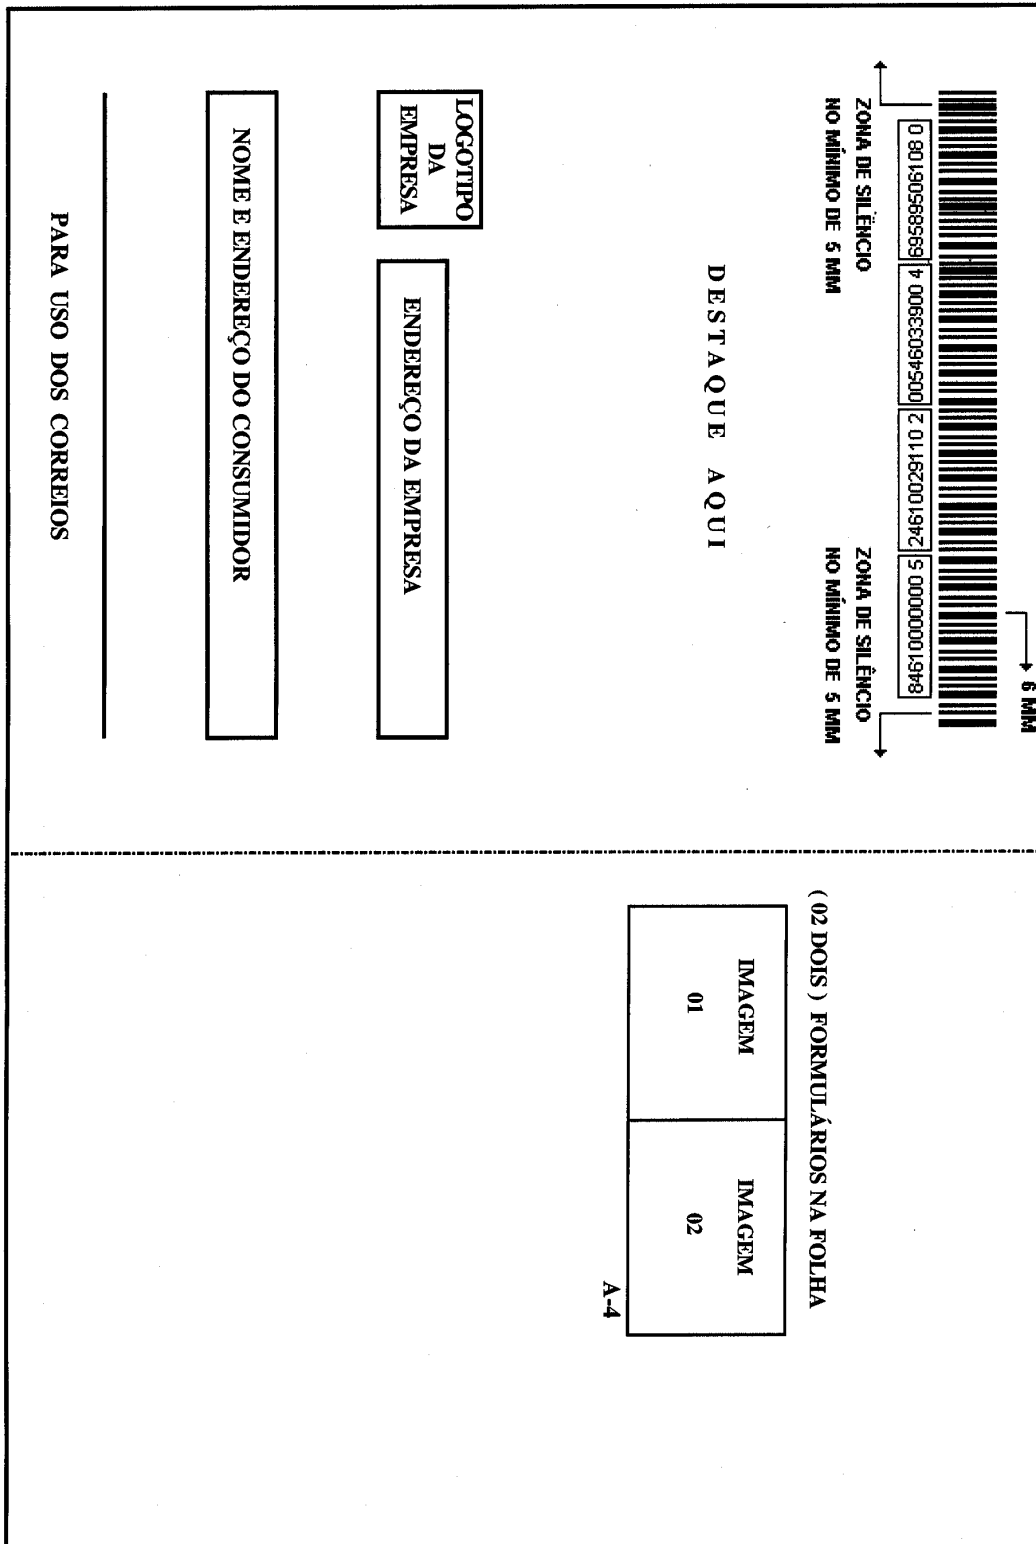 6 MM
84610000000 5 24610029110 2 00546033900 4 69589506108 0
ZONA DE SILÊNCIO
NO MÍNIMO DE 5 MM
ZONA DE SILÊNCIO
NO MÍNIMO DE 5 MM
DESTAQUE AQUI
LOGOTIPO
DA
EMPRESA
ENDEREÇO DA EMPRESA
NOME E ENDEREÇO DO CONSUMIDOR
PARA USO DOS CORREIOS
( 02 DOIS ) FORMULÁRIOS NA FOLHA
IMAGEM
01
IMAGEM
02
A-4